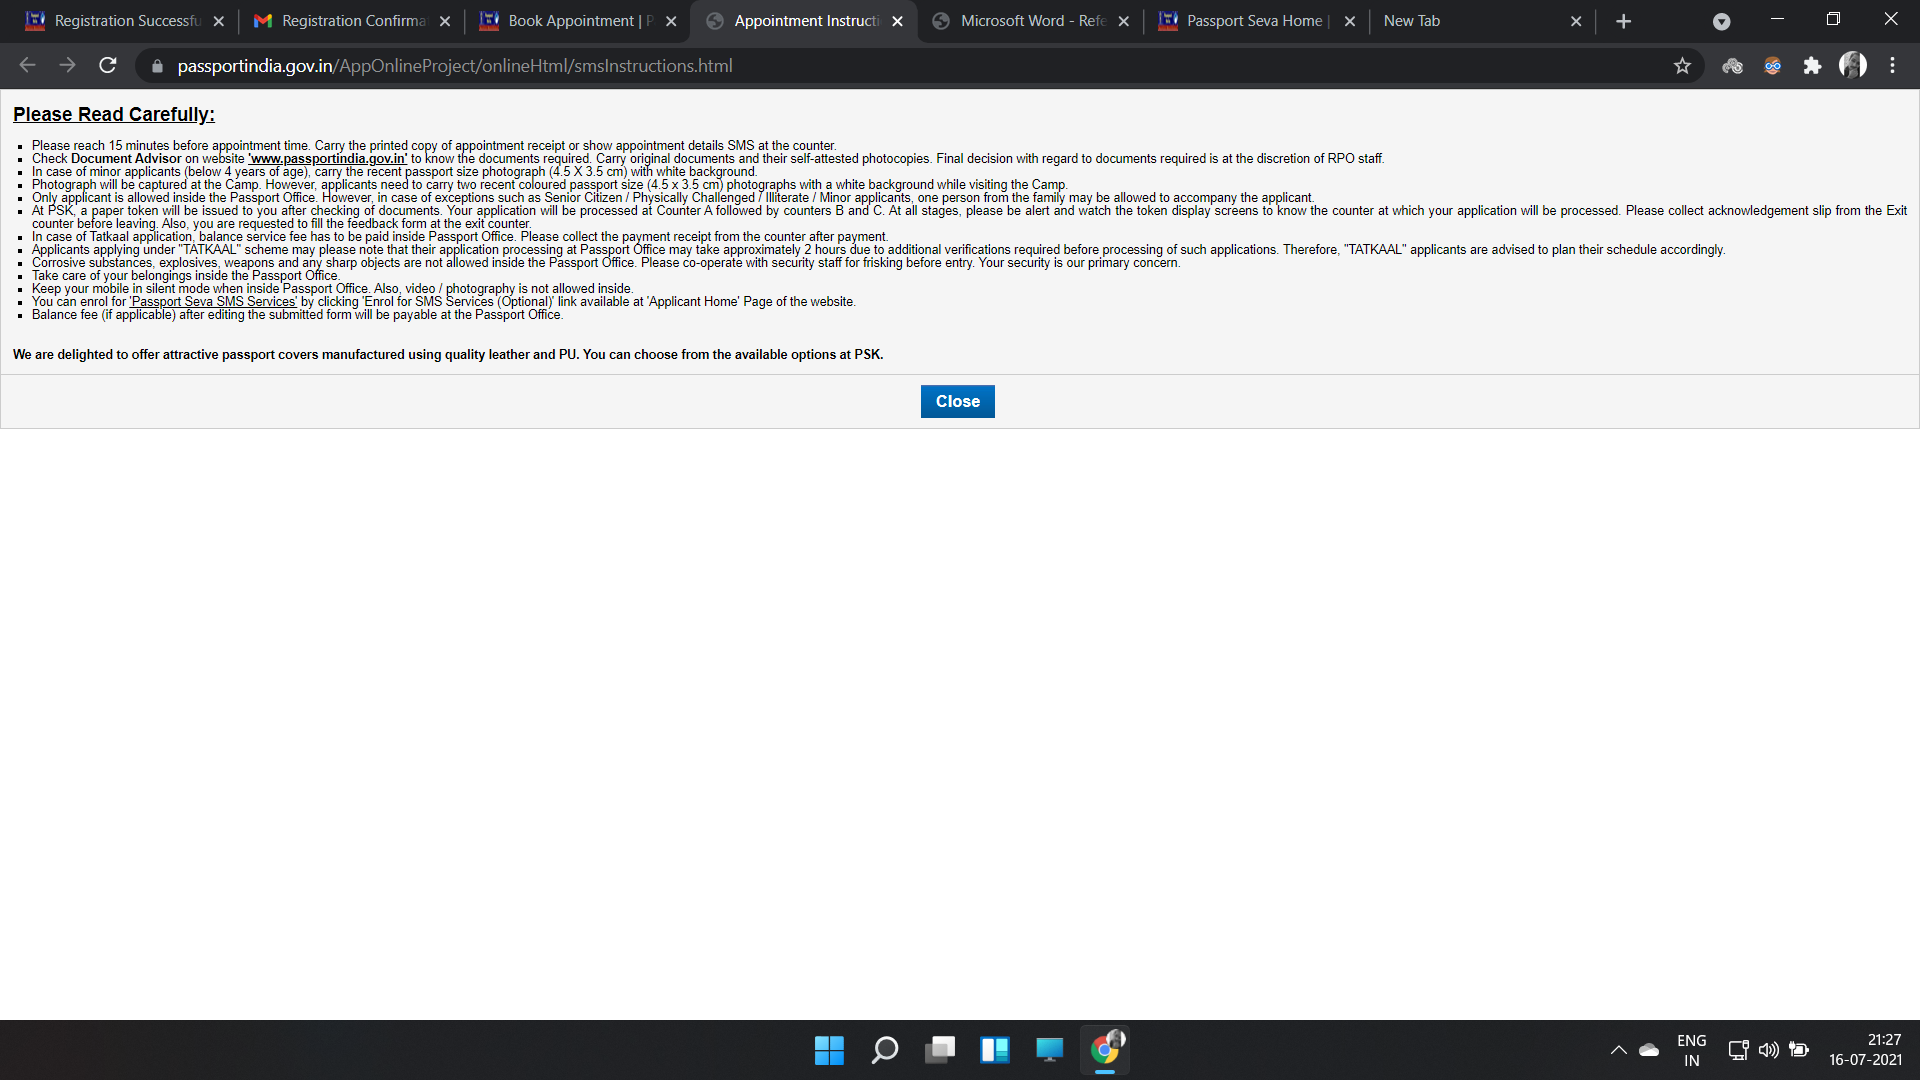 Registration Successfu
Registration Confirma
Book Appointment | P
Appointment Instructi
Microsoft Word - Refe
Passport Seva Home |
New Tab
passportindia.gov.in/AppOnlineProject/onlineHtml/smsInstructions.html
Please Read Carefully:
Please reach 15 minutes before appointment time. Carry the printed copy of appointment receipt or show appointment details SMS at the counter.
Check Document Advisor on website 'www.passportindia.gov.in' to know the documents required. Carry original documents and their self-attested photocopies. Final decision with regard to documents required is at the discretion of RPO staff.
In case of minor applicants (below 4 years of age), carry the recent passport size photograph (4.5 X 3.5 cm) with white background.
Photograph will be captured at the Camp. However, applicants need to carry two recent coloured passport size (4.5 x 3.5 cm) photographs with a white background while visiting the Camp.
Only applicant is allowed inside the Passport Office. However, in case of exceptions such as Senior Citizen / Physically Challenged / Illiterate / Minor applicants, one person from the family may be allowed to accompany the applicant.
At PSK, a paper token will be issued to you after checking of documents. Your application will be processed at Counter A followed by counters B and C. At all stages, please be alert and watch the token display screens to know the counter at which your application will be processed. Please collect acknowledgement slip from the Exit
counter before leaving. Also, you are requested to fill the feedback form at the exit counter.
In case of Tatkaal application, balance service fee has to be paid inside Passport Office. Please collect the payment receipt from the counter after payment.
Applicants applying under "TATKAAL" scheme may please note that their application processing at Passport Office may take approximately 2 hours due to additional verifications required before processing of such applications. Therefore, "TATKAAL" applicants are advised to plan their schedule accordingly.
Corrosive substances, explosives, weapons and any sharp objects are not allowed inside the Passport Office. Please co-operate with security staff for frisking before entry. Your security is our primary concern.
Take care of your belongings inside the Passport Office.
Keep your mobile in silent mode when inside Passport Office. Also, video / photography is not allowed inside.
You can enrol for 'Passport Seva SMS Services' by clicking 'Enrol for SMS Services (Optional)' link available at 'Applicant Home' Page of the website.
Balance fee (if applicable) after editing the submitted form will be payable at the Passport Office.
We are delighted to offer attractive passport covers manufactured using quality leather and PU. You can choose from the available options at PSK.
Close
ENG
IN
21:27
16-07-2021